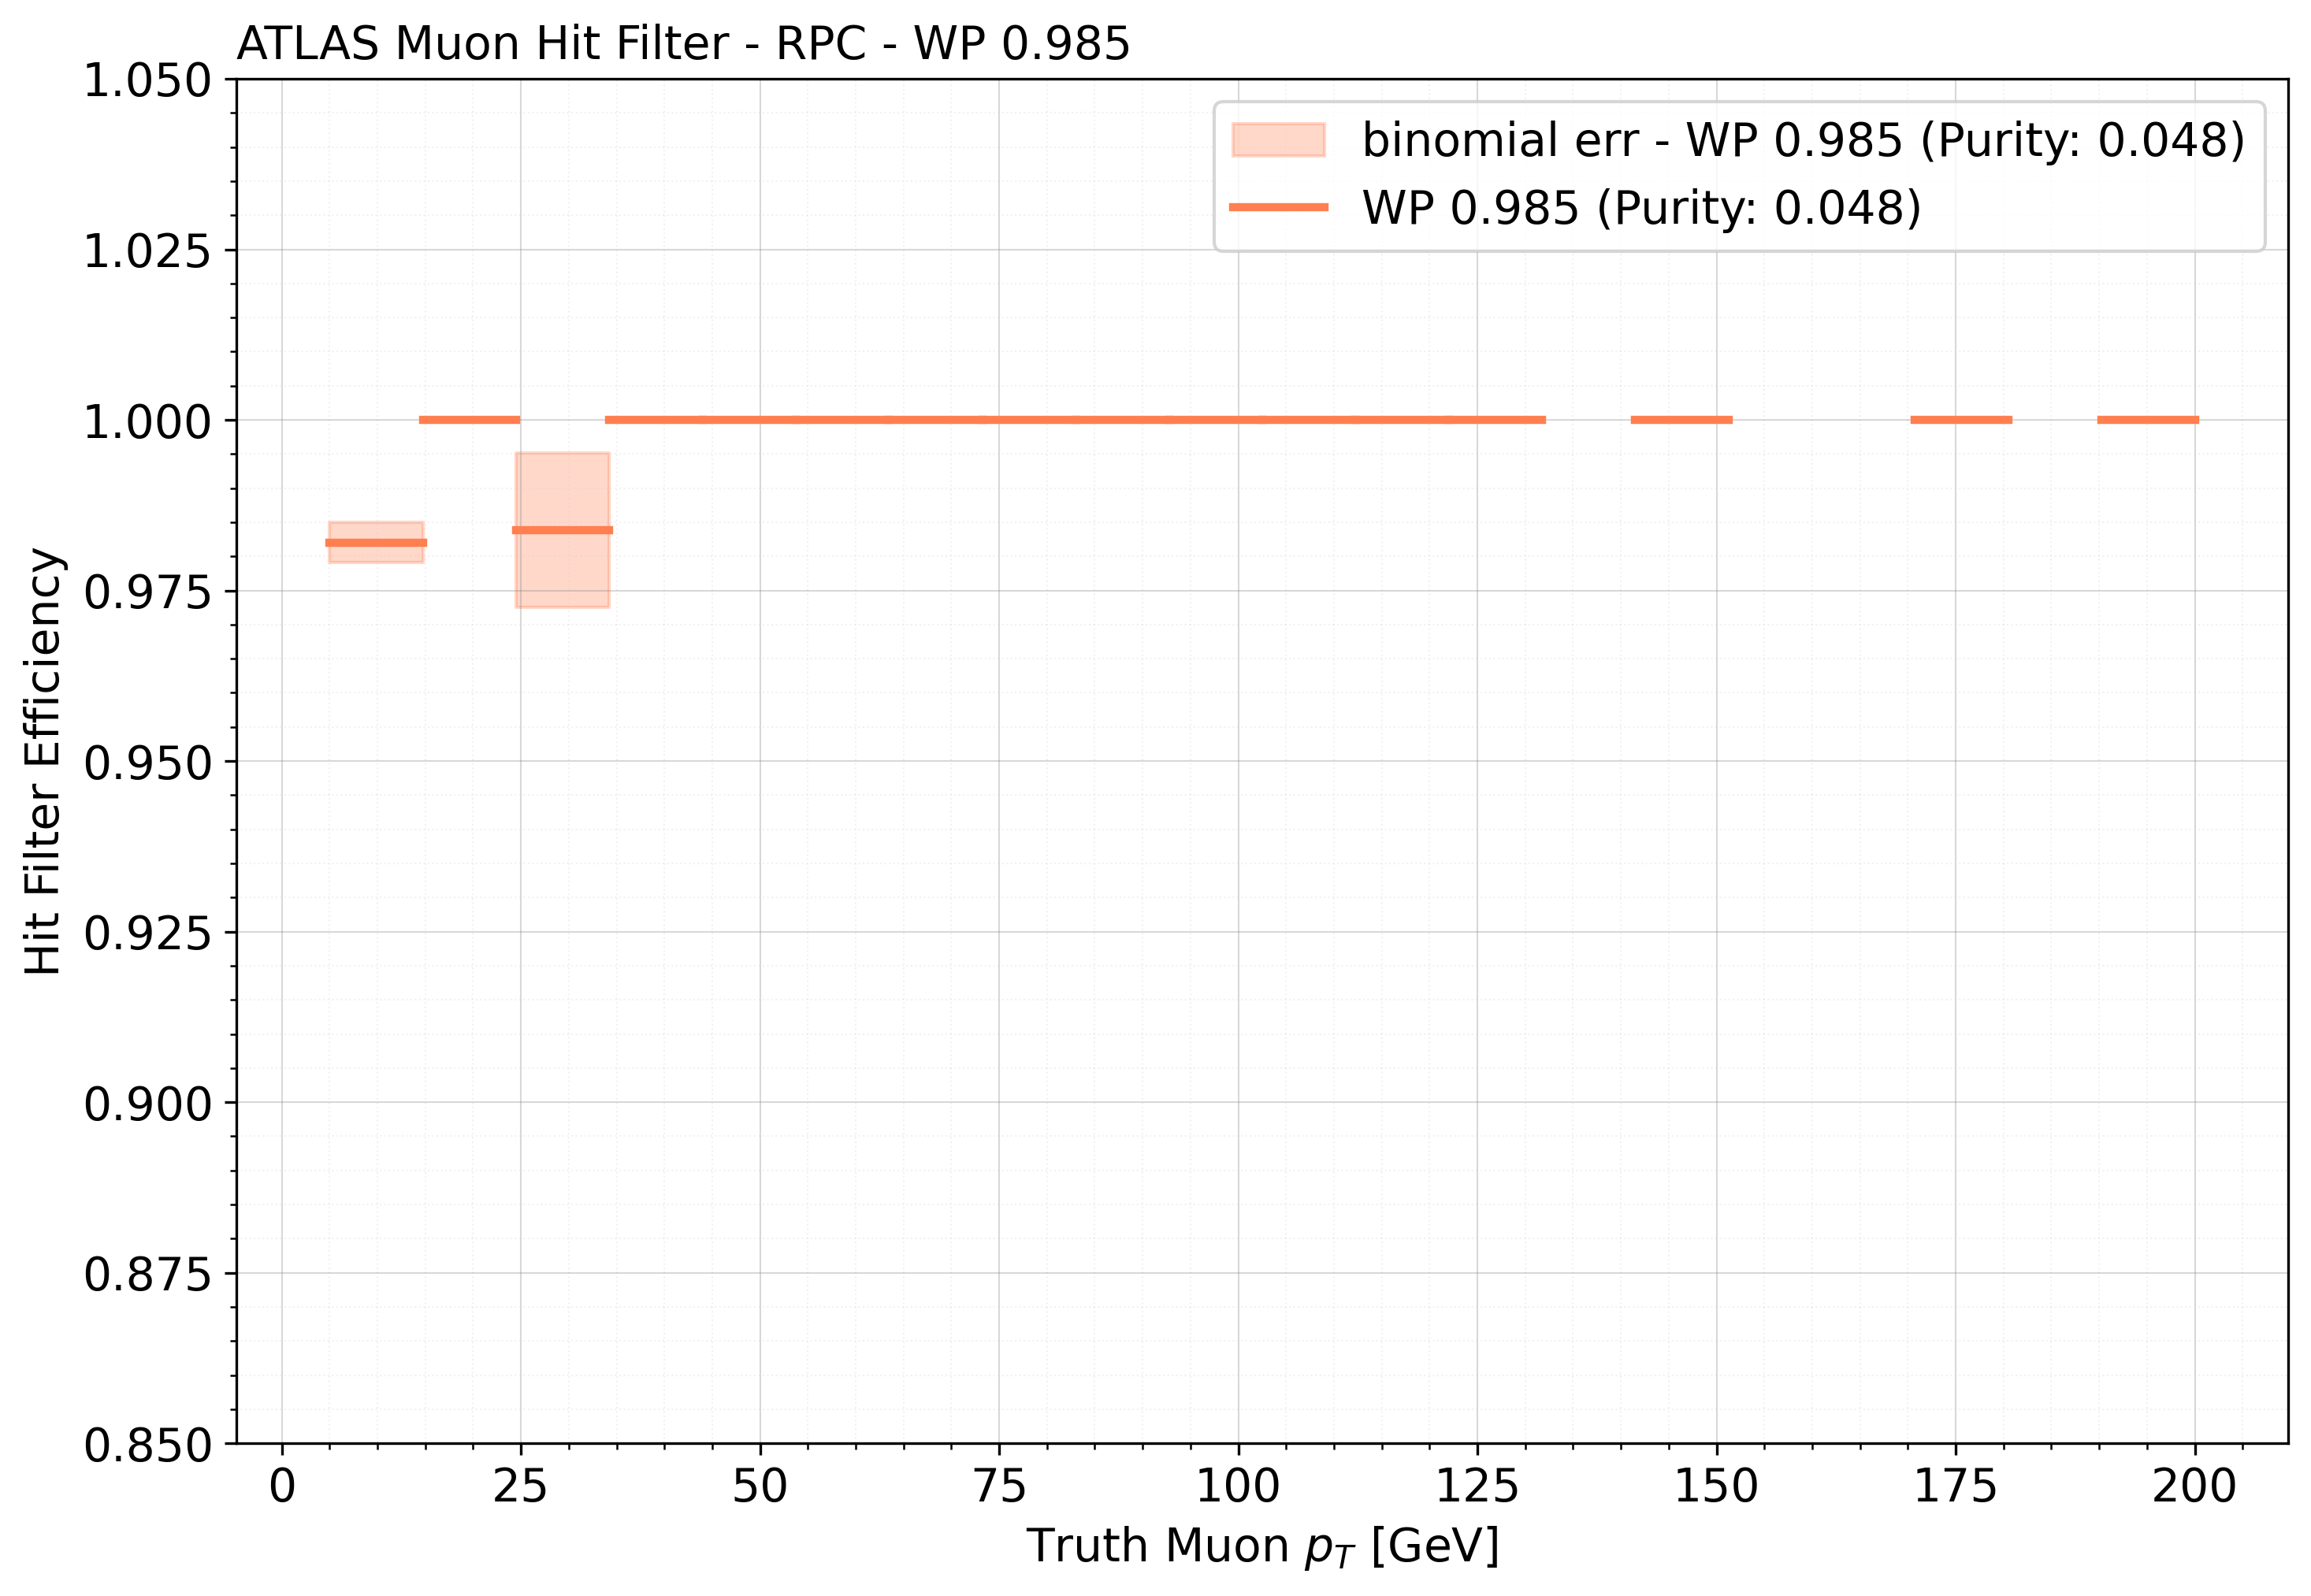 ATLAS Muon Hit Filter - RPC - WP 0.985
1.050
1.025
1.000
0.975
0.950
0.925
0.900
0.875
0.850
Hit Filter Efficiency
binomial err - WP 0.985 (Purity: 0.048)
WP 0.985 (Purity: 0.048)
0 25 50 75 100 125 150 175 200
Truth Muon p_T [GeV]